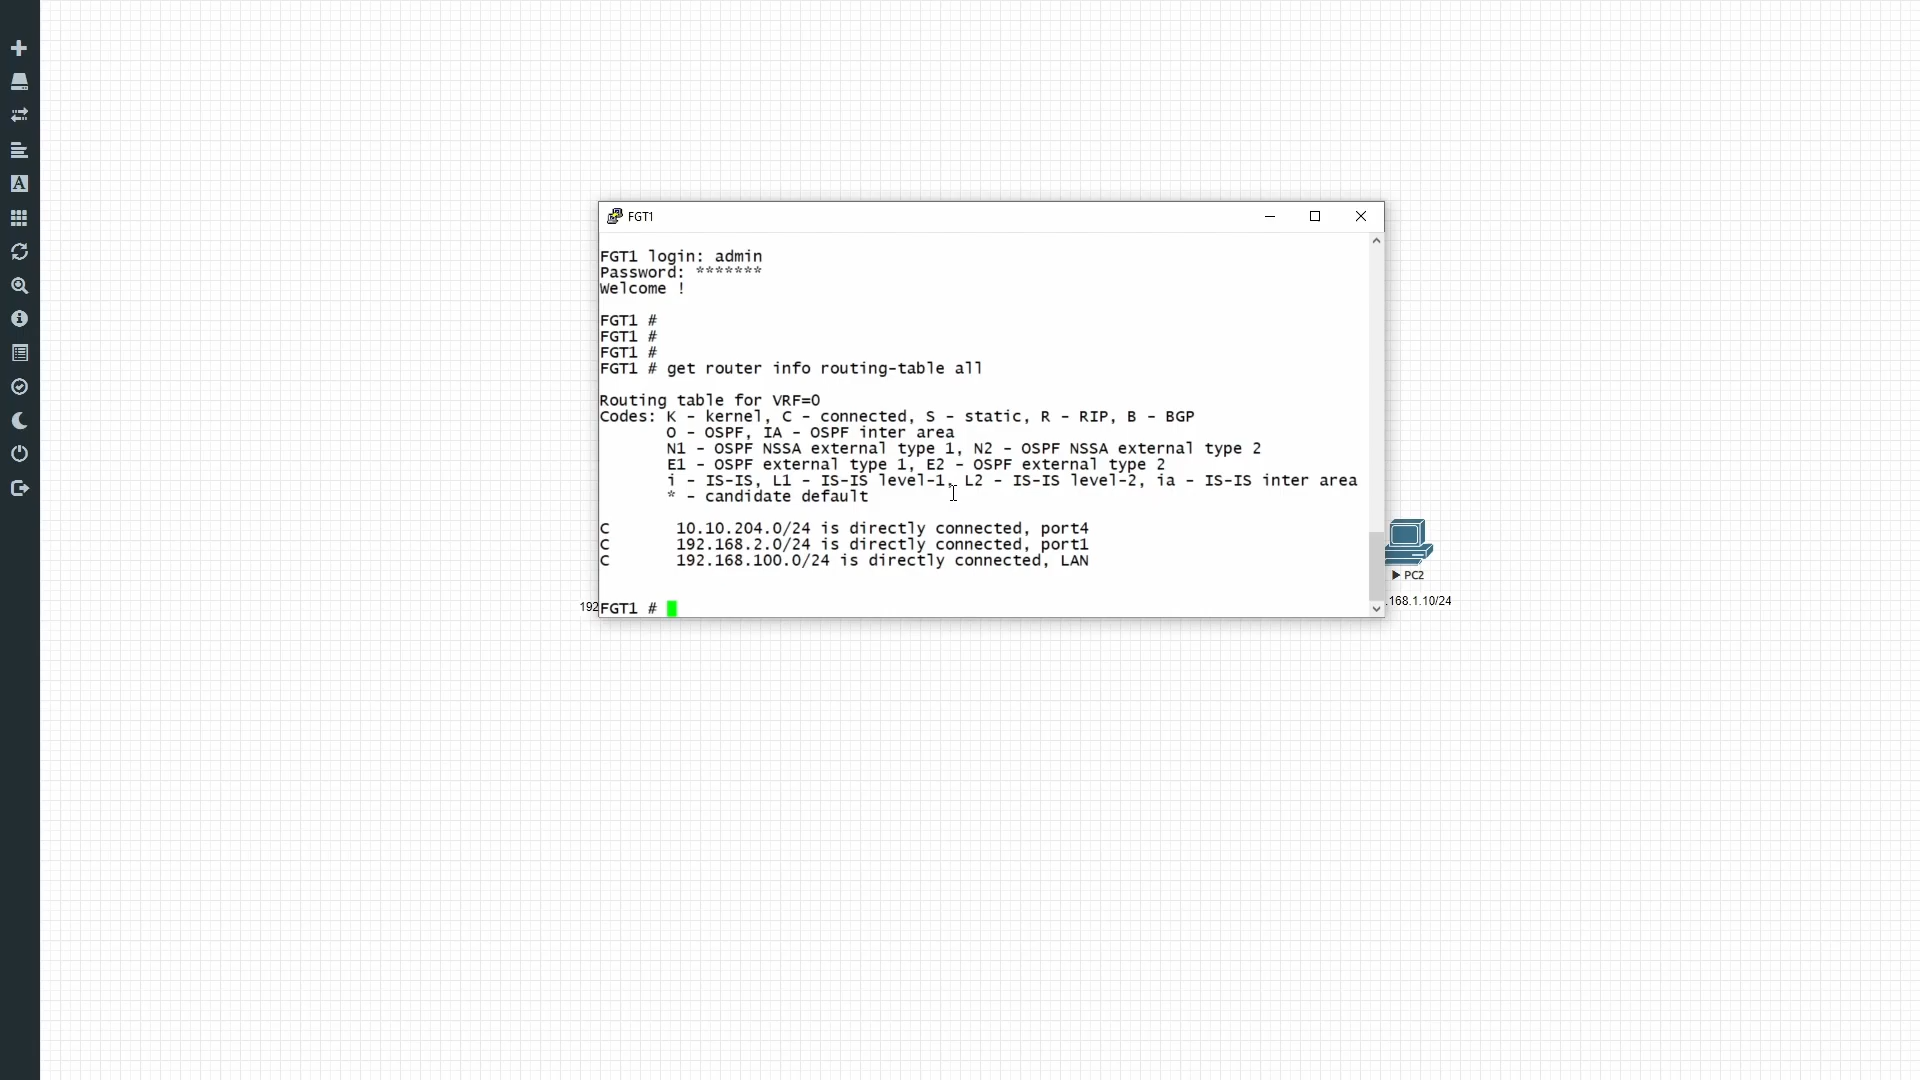 FGT1
FGT1 login: admin
Password: *******
Welcome !
FGT1 #
FGT1 #
FGT1 #
FGT1 # get router info routing-table all
Routing table for VRF=0
Codes: K - kernel, C - connected, S - static, R - RIP, B - BGP
O - OSPF, IA - OSPF inter area
N1 - OSPF NSSA external type 1, N2 - OSPF NSSA external type 2
E1 - OSPF external type 1, E2 - OSPF external type 2
i - IS-IS, L1 - IS-IS level-1, L2 - IS-IS level-2, ia - IS-IS inter area
* - candidate default
C 10.10.204.0/24 is directly connected, port4
C 192.168.2.0/24 is directly connected, port1
C 192.168.100.0/24 is directly connected, LAN
FGT1 #
PC2
192
.168.1.10/24
A